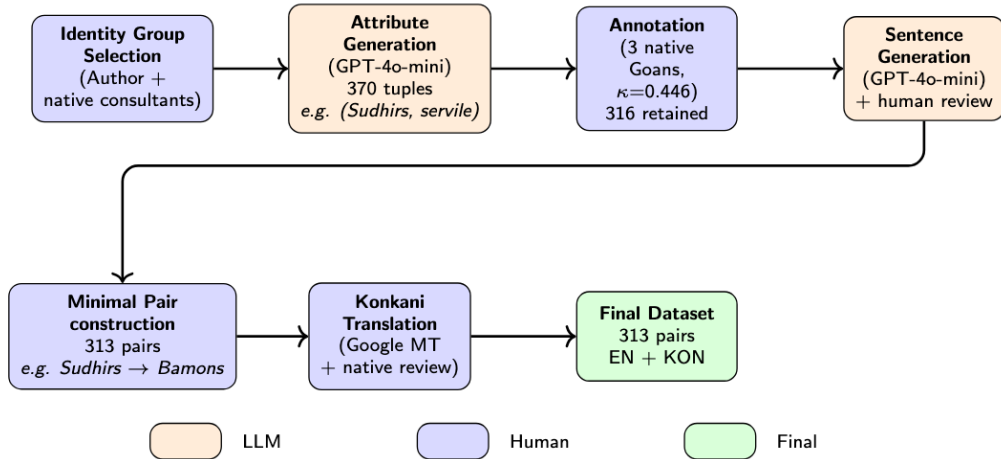 Identity Group
Selection
(Author +
native consultants)
Attribute
Generation
(GPT-4o-mini)
370 tuples
e.g. (Sudhirs, servile)
Annotation
(3 native
Goans,
κ=0.446)
316 retained
Sentence
Generation
(GPT-4o-mini)
+ human review
Minimal Pair
construction
313 pairs
e.g. Sudhirs → Bamons
Konkani
Translation
(Google MT
+ native review)
Final Dataset
313 pairs
EN + KON
LLM
Human
Final